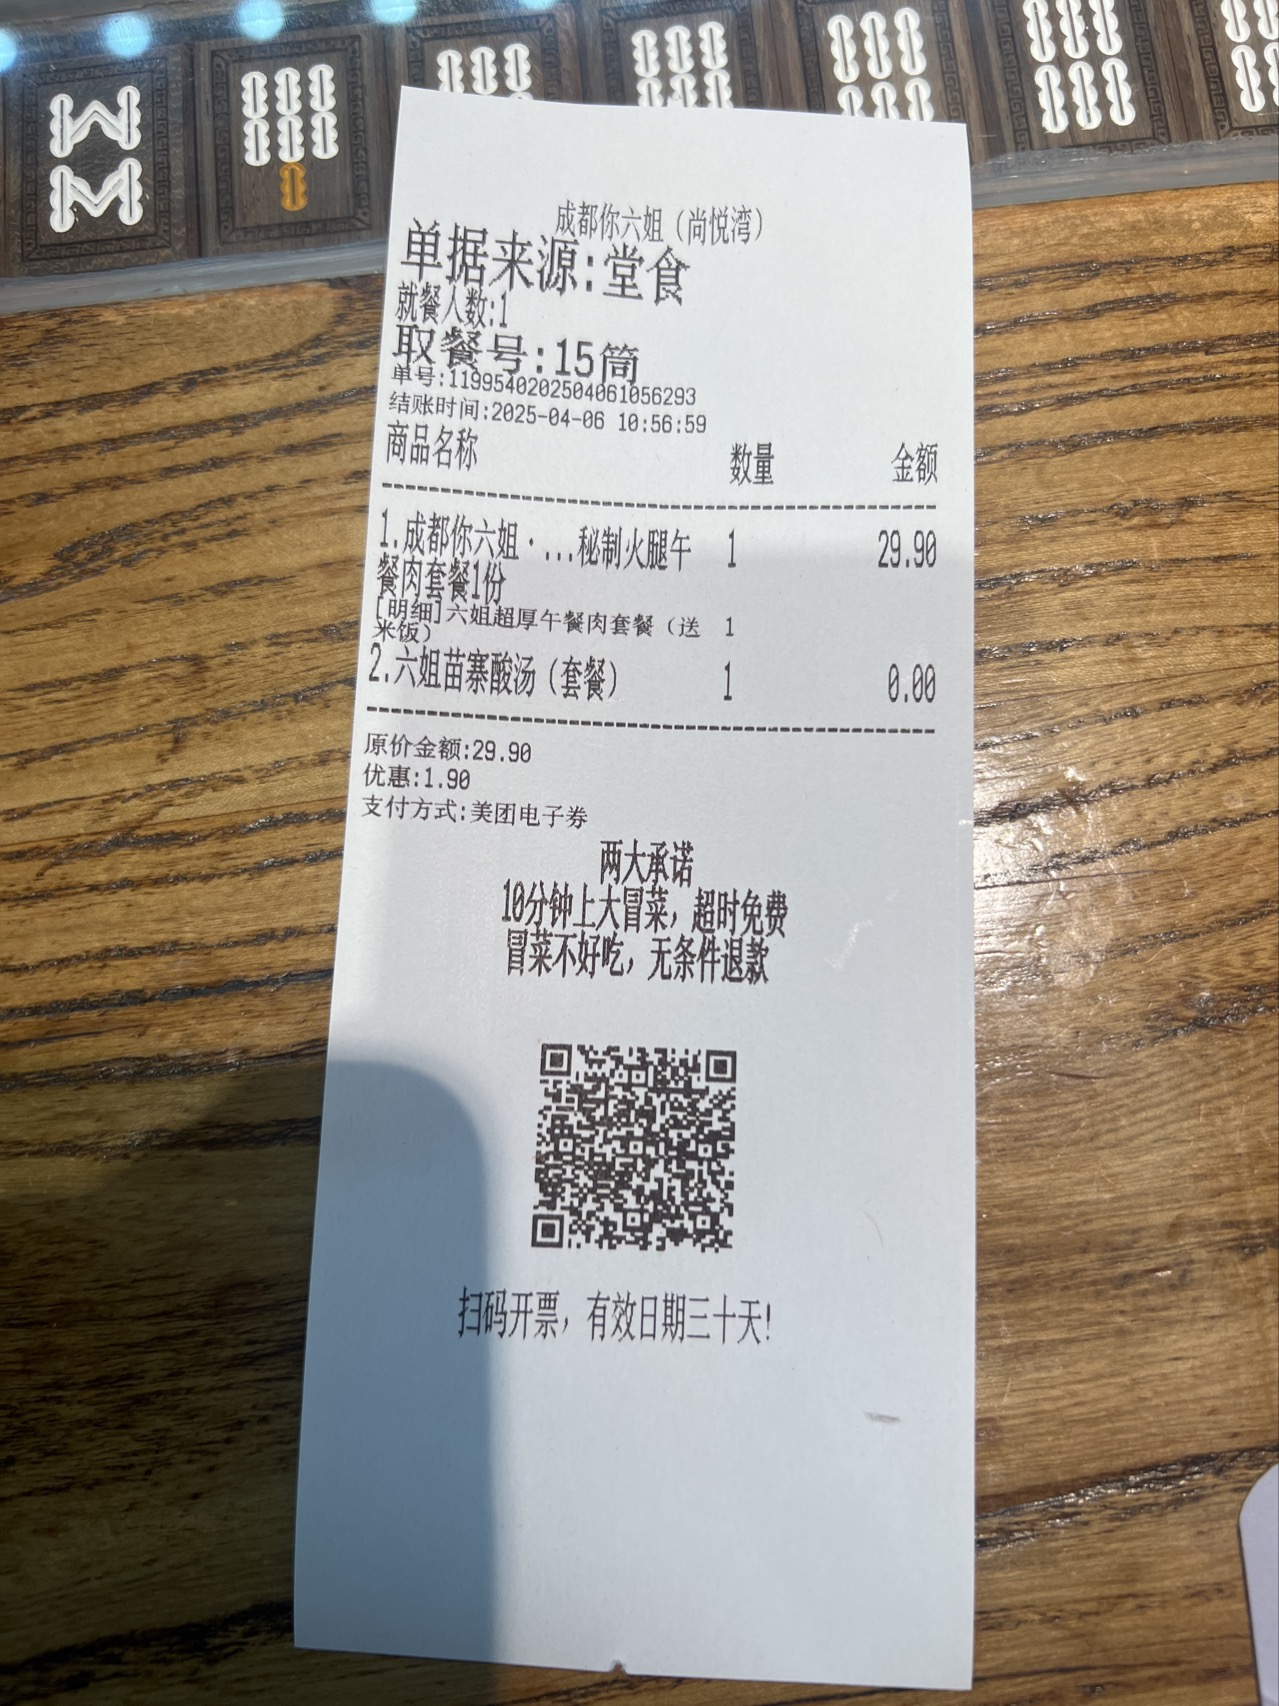 成都你六姐（尚悦湾）
单据来源:堂食
就餐人数:1
取餐号:15筒
单号:1199540202504061056293
结账时间:2025-04-06 10:56:59
商品名称 数量 金额
1.成都你六姐·...秘制火腿午 1 29.90
餐肉套餐1份
[明细]六姐超厚午餐肉套餐（送 1
米饭）
2.六姐苗寨酸汤（套餐） 1 0.00
原价金额:29.90
优惠:1.90
支付方式:美团电子券
两大承诺
10分钟上大冒菜，超时免费
冒菜不好吃，无条件退款
扫码开票，有效日期三十天!